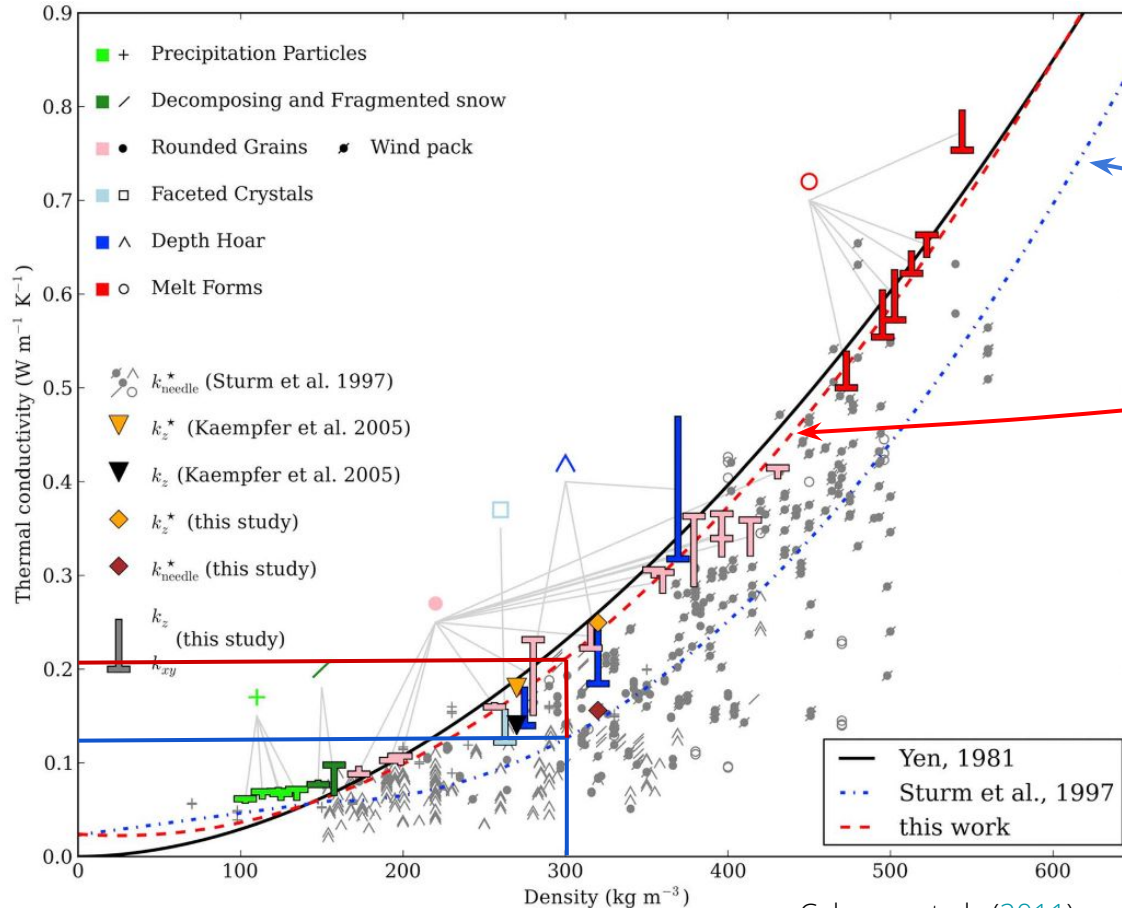 0.9
0.8
0.7
0.6
0.5
0.4
0.3
0.2
0.1
0.0
Thermal conductivity (W m⁻¹ K⁻¹)
+ Precipitation Particles
Decomposing and Fragmented snow
Rounded Grains Wind pack
Faceted Crystals
Depth Hoar
Melt Forms
k*needle (Sturm et al. 1997)
k*z (Kaempfer et al. 2005)
kz (Kaempfer et al. 2005)
k*z (this study)
k*needle (this study)
kz
(this study)
kxy
Yen, 1981
Sturm et al., 1997
this work
0 100 200 300 400 500 600
Density (kg m⁻³)
(2011)